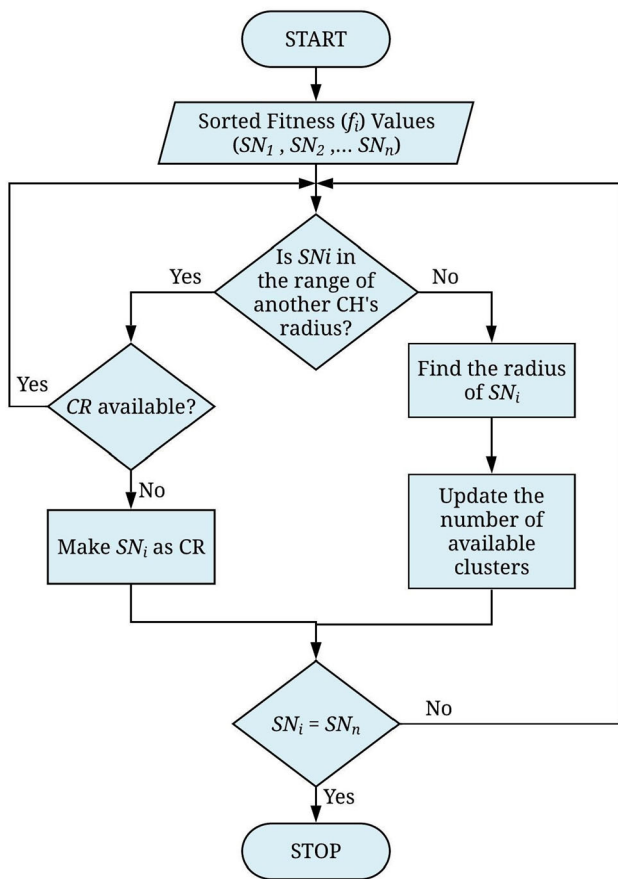 START
Sorted Fitness (fi) Values
(SN1 , SN2 ,... SNn)
Is SNi in
the range of
another CH's
radius?
Yes
No
CR available?
Yes
No
Make SNi as CR
Find the radius
of SNi
Update the
number of
available
clusters
SNi = SNn
No
Yes
STOP